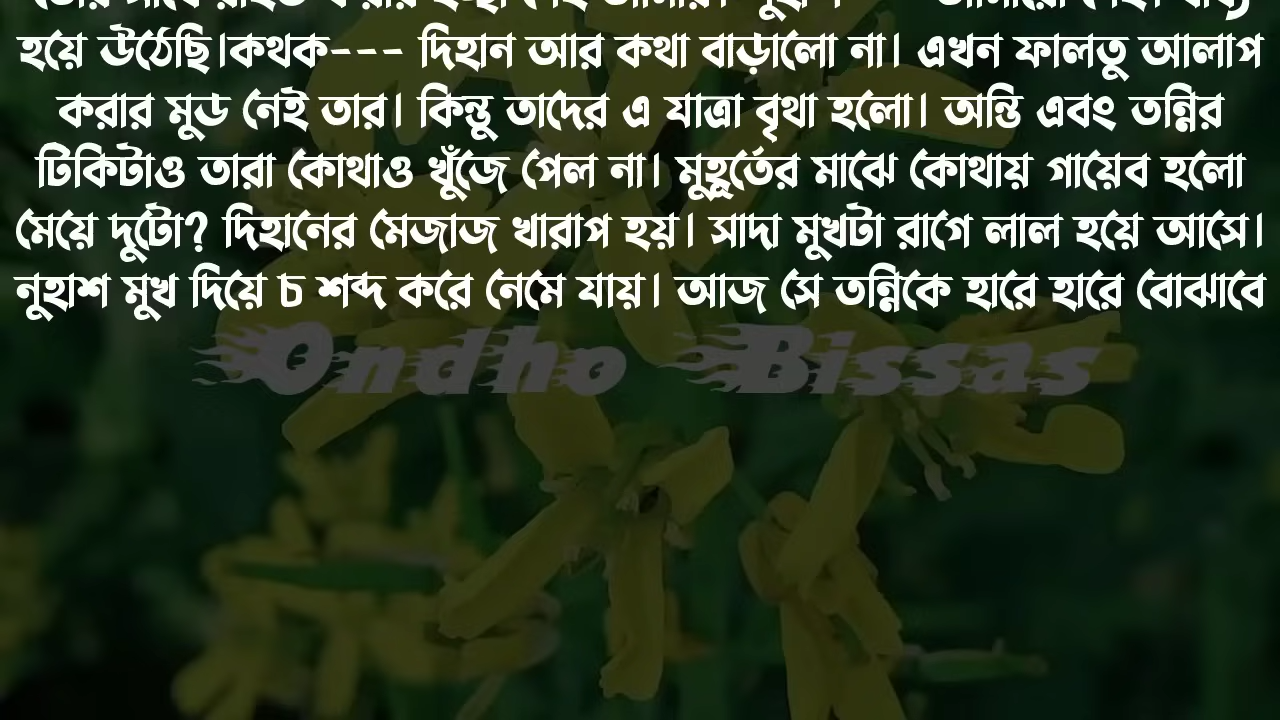 হয়ে উঠেছি।কথক--- দিহান আর কথা বাড়ালো না। এখন ফালতু আলাপ
করার মুড নেই তার। কিন্তু তাদের এ যাত্রা বৃথা হলো। অন্তি এবং তন্নির
টিকিটাও তারা কোথাও খুঁজে পেল না। মুহূর্তের মাঝে কোথায় গায়েব হলো
মেয়ে দুটো? দিহানের মেজাজ খারাপ হয়। সাদা মুখটা রাগে লাল হয়ে আসে।
নুহাশ মুখ দিয়ে চ শব্দ করে নেমে যায়। আজ সে তন্নিকে হারে হারে বোঝাবে
Ondho Bissas